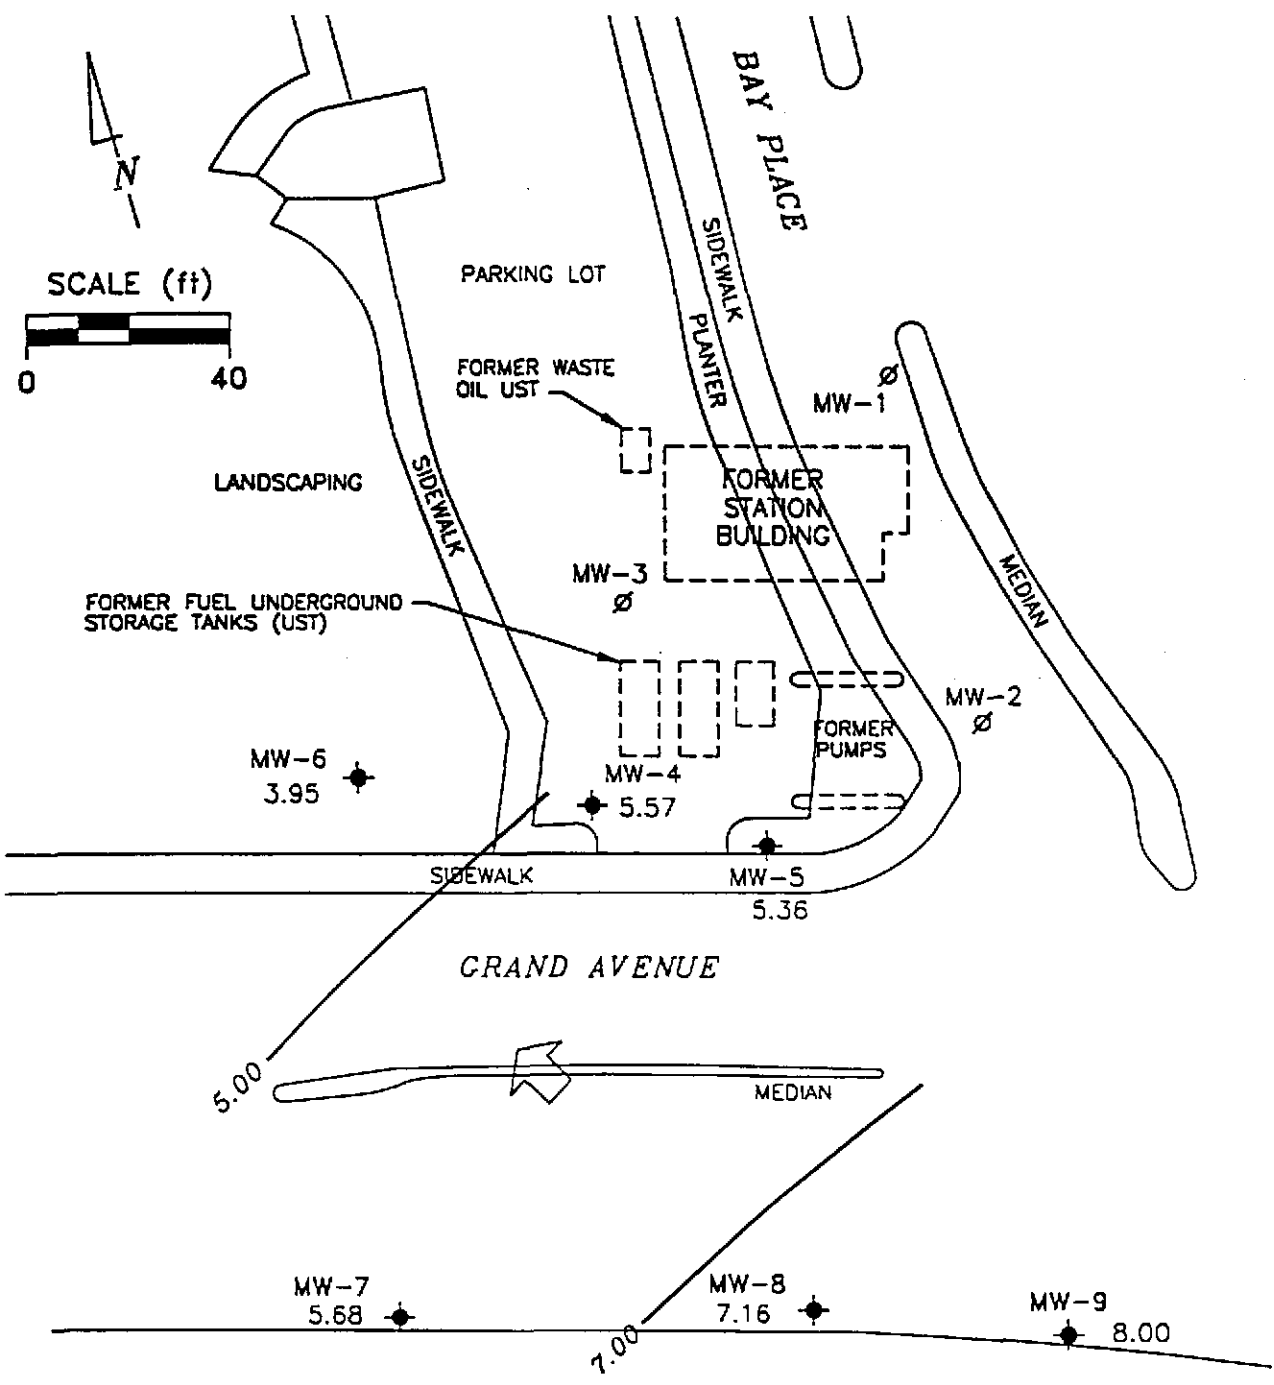 BAY PLACE
N
SCALE (ft)
0 40
PARKING LOT
SIDEWALK
PLANTER
FORMER WASTE
OIL UST
MW-1
LANDSCAPING
SIDEWALK
FORMER
STATION
BUILDING
MEDIAN
MW-3
FORMER FUEL UNDERGROUND
STORAGE TANKS (UST)
MW-2
FORMER
PUMPS
MW-6
3.95
MW-4
5.57
SIDEWALK
MW-5
5.36
GRAND AVENUE
5.00
MEDIAN
MW-7
5.68
MW-8
7.16
MW-9
8.00
7.00